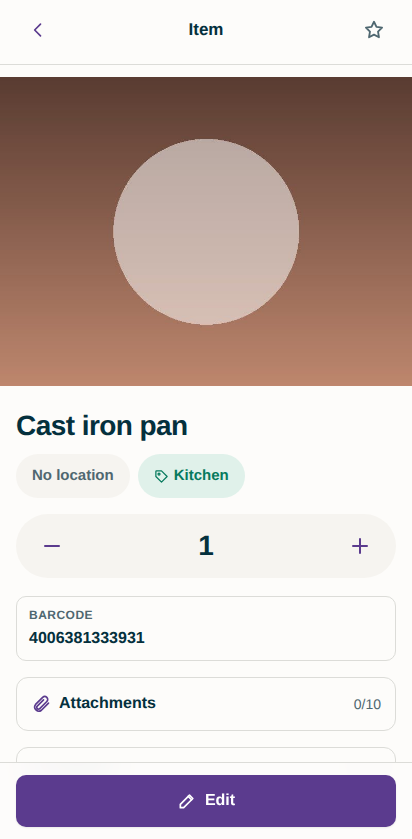 Item
Cast iron pan
No location
Kitchen
1
BARCODE
4006381333931
Attachments
0/10
Edit